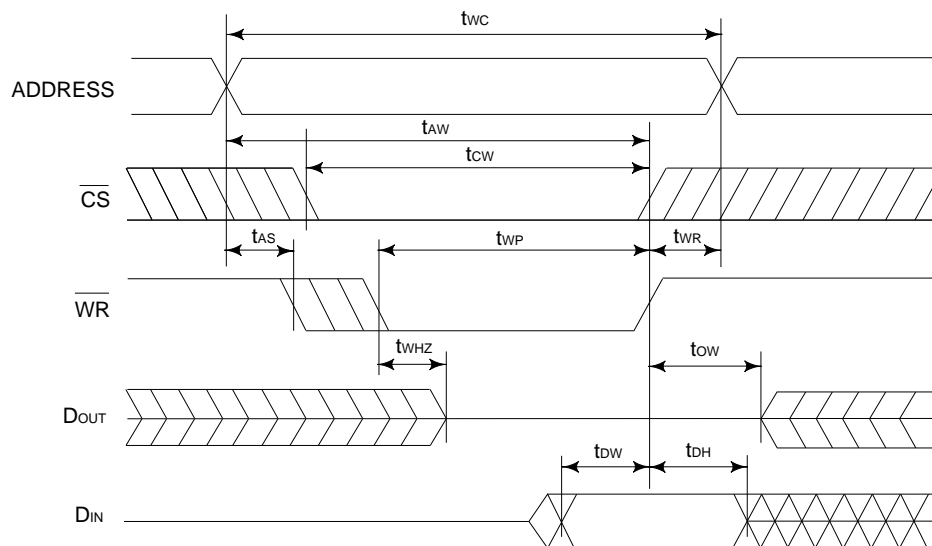 tWC
ADDRESS
tAW
tCW
CS
tAS
tWP
tWR
WR
tWHZ
tOW
DOUT
tDW
tDH
DIN